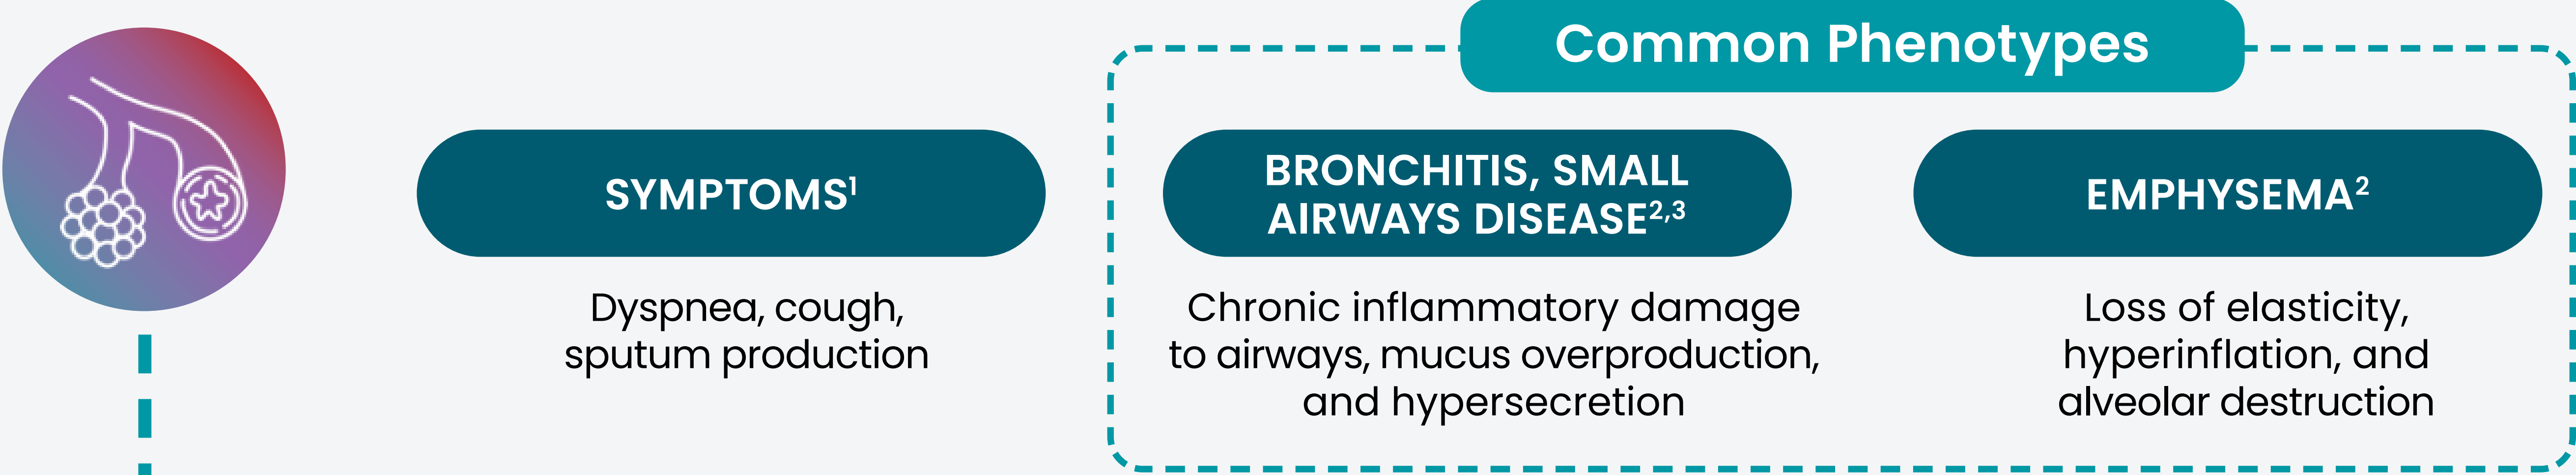 Common Phenotypes
SYMPTOMS¹
Dyspnea, cough,
sputum production
BRONCHITIS, SMALL
AIRWAYS DISEASE²,³
Chronic inflammatory damage
to airways, mucus overproduction,
and hypersecretion
EMPHYSEMA²
Loss of elasticity,
hyperinflation, and
alveolar destruction